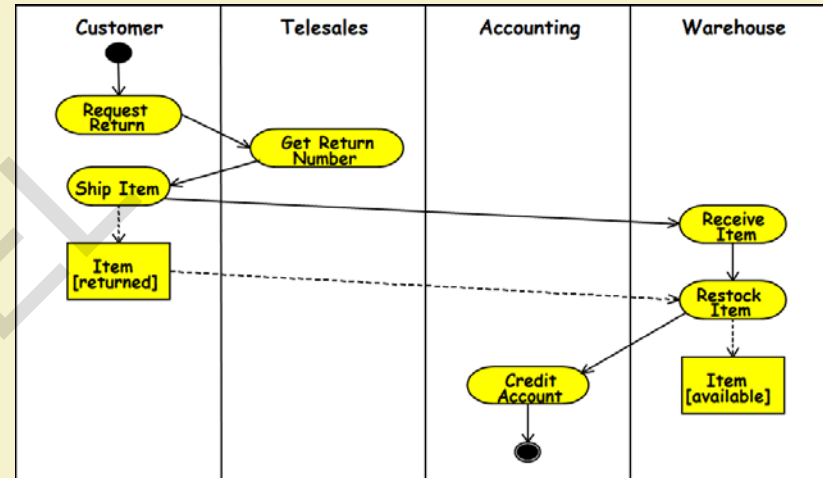 Customer
Telesales
Accounting
Warehouse
Request
Return
Get Return
Number
Ship Item
Receive
Item
Item
[returned]
Restock
Item
Credit
Account
Item
[available]